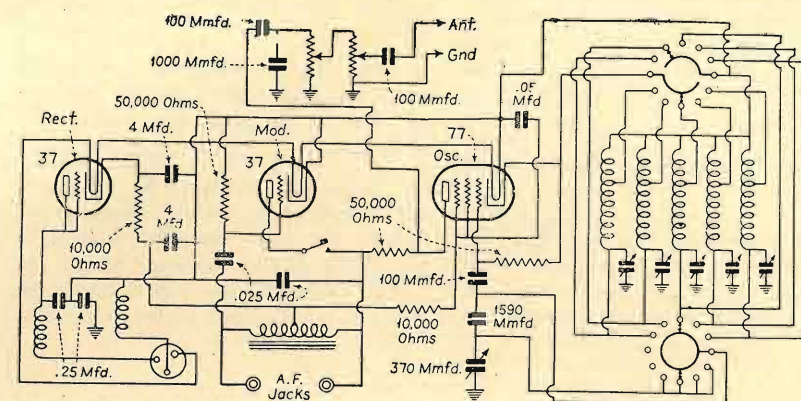 100 Mmfd.
Ant.
Gnd
1000 Mmfd.
100 Mmfd.
50,000 Ohms
.05
Mfd
Rect.
4 Mfd.
Mod.
77
Osc.
37
37
4
Mfd
50,000
Ohms
10,000
Ohms
100 Mmfd.
.025 Mfd.
10,000
Ohms
1590
Mmfd.
.25 Mfd.
370 Mmfd.
A.F.
Jacks